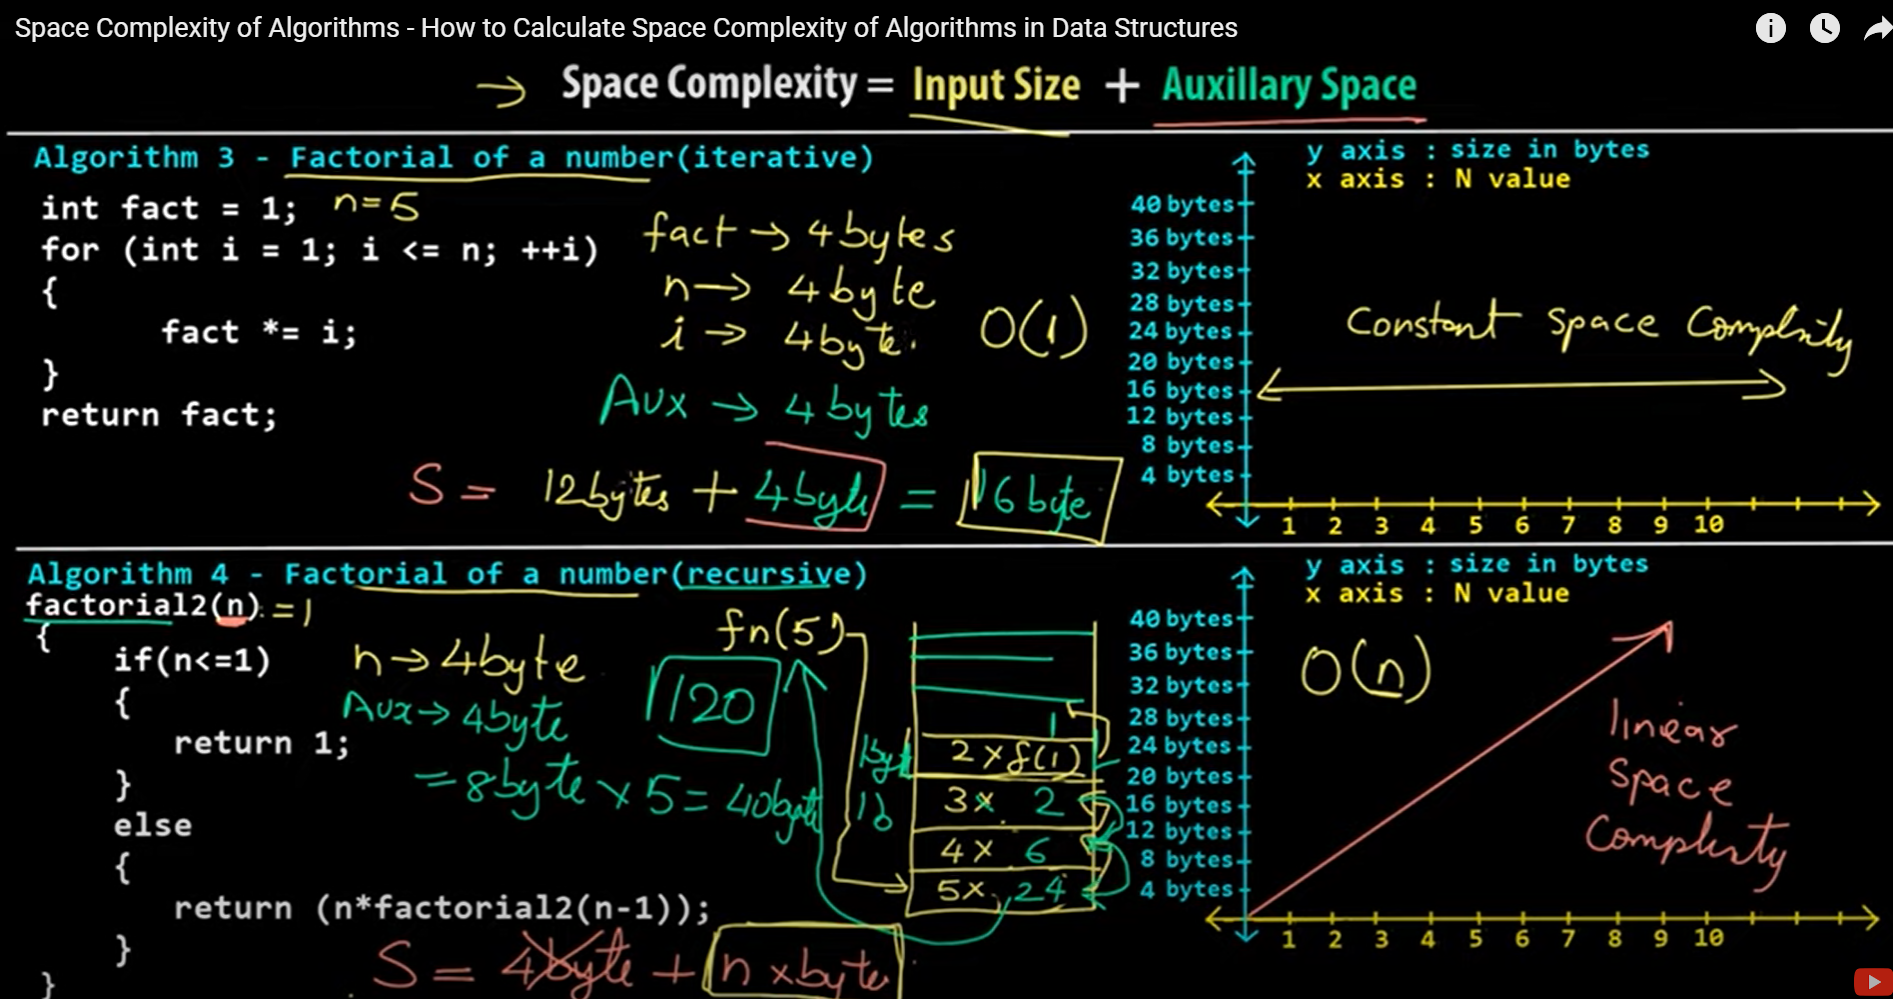 Space Complexity of Algorithms - How to Calculate Space Complexity of Algorithms in Data Structures
→ Space Complexity = Input Size + Auxillary Space
Algorithm 3 - Factorial of a number(iterative)
int fact = 1; n=5
for (int i = 1; i <= n; ++i)
{
fact *= i;
}
return fact;
fact → 4bytes
n → 4byte
i → 4byte.
O(1)
Aux → 4bytes
S = 12bytes + 4byte = 16byte
y axis : size in bytes
x axis : N value
40 bytes
36 bytes
32 bytes
28 bytes
24 bytes
20 bytes
16 bytes
12 bytes
8 bytes
4 bytes
Constant Space Complxity
1 2 3 4 5 6 7 8 9 10
Algorithm 4 - Factorial of a number(recursive)
factorial2(n) =1
{
if(n<=1)
{
return 1;
}
else
{
return (n*factorial2(n-1));
}
}
n → 4byte
Aux → 4byte
= 8byte × 5 = 40byte
fn(5)
120
1
2×f(1)
3× 2
4× 6
5× 24
16
S = 4byte + n×byte
y axis : size in bytes
x axis : N value
40 bytes
36 bytes
32 bytes
28 bytes
24 bytes
20 bytes
16 bytes
12 bytes
8 bytes
4 bytes
O(n)
linear
Space
Complexity
1 2 3 4 5 6 7 8 9 10